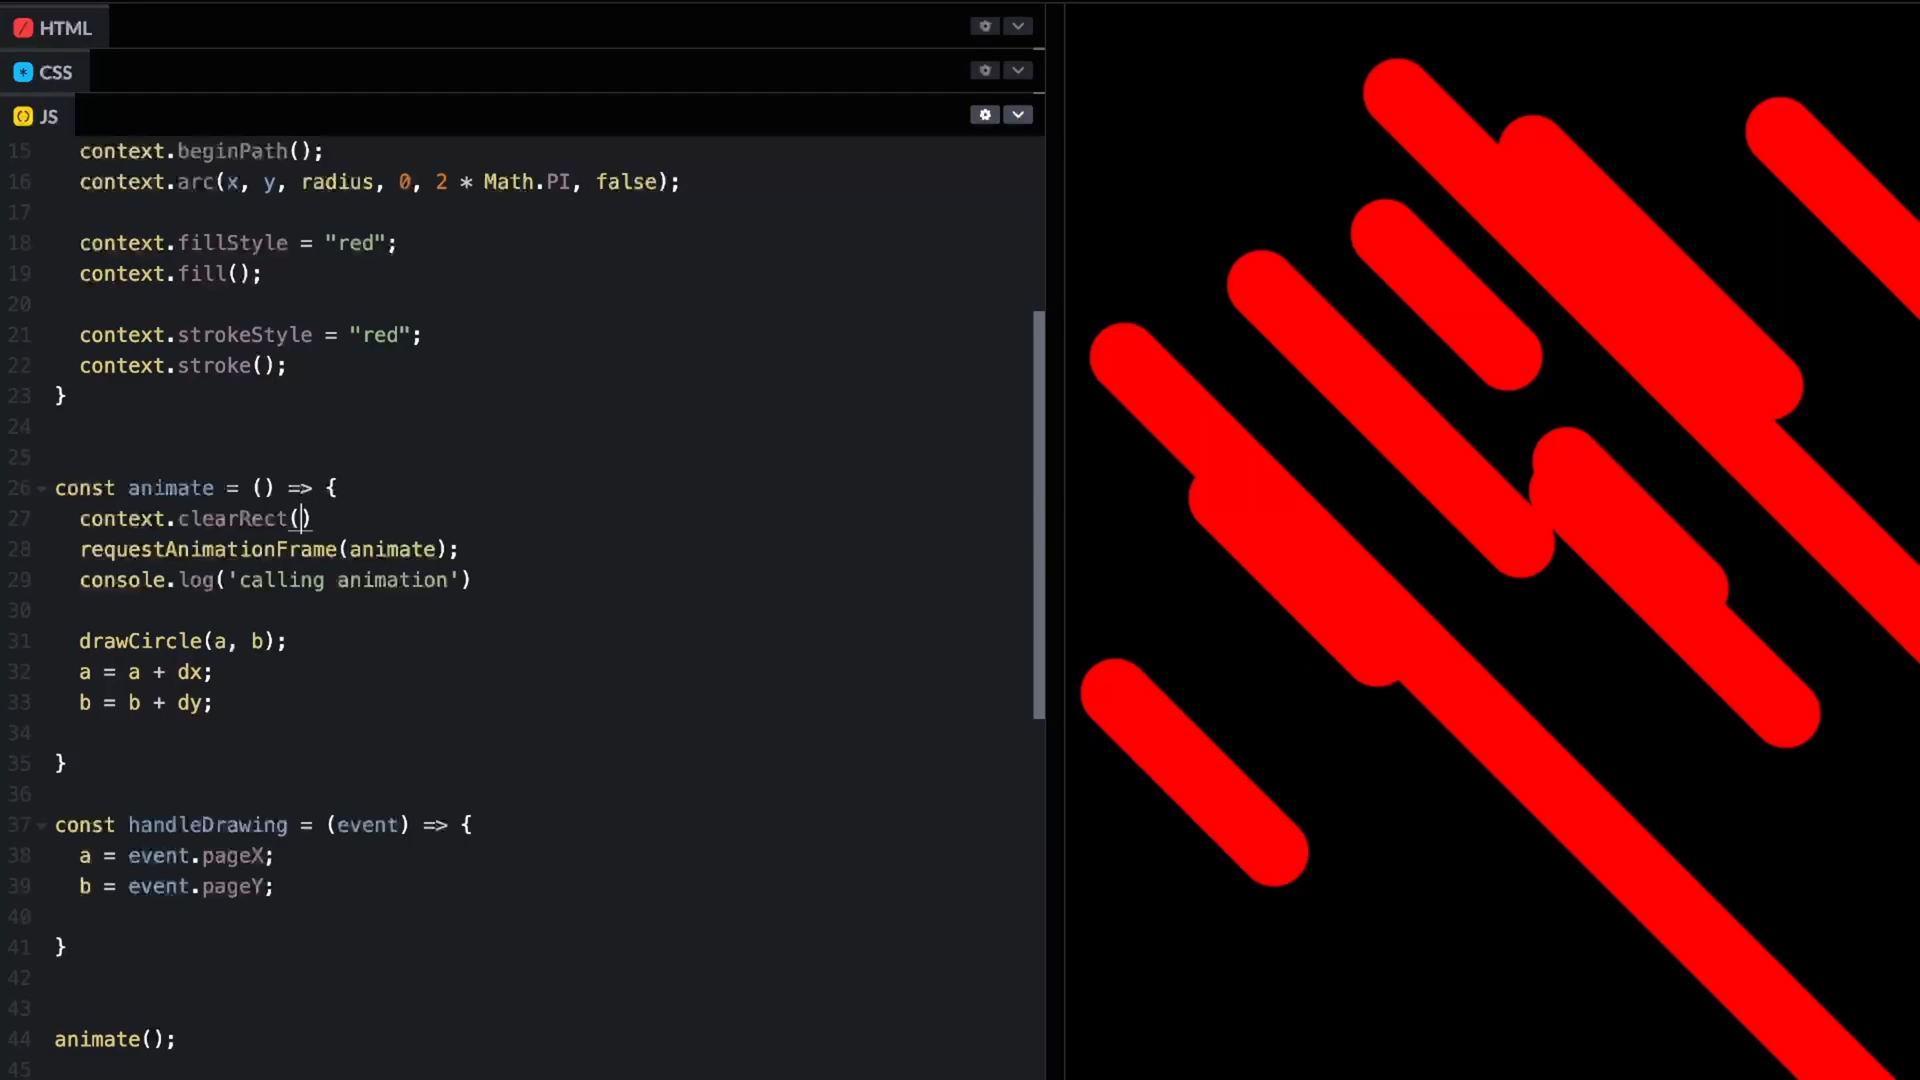 HTML
CSS
JS
15 context.beginPath();
16 context.arc(x, y, radius, 0, 2 * Math.PI, false);
17
18 context.fillStyle = "red";
19 context.fill();
20
21 context.strokeStyle = "red";
22 context.stroke();
23 }
24
25
26 const animate = () => {
27 context.clearRect()
28 requestAnimationFrame(animate);
29 console.log('calling animation')
30
31 drawCircle(a, b);
32 a = a + dx;
33 b = b + dy;
34
35 }
36
37 const handleDrawing = (event) => {
38 a = event.pageX;
39 b = event.pageY;
40
41 }
42
43
44 animate();
45